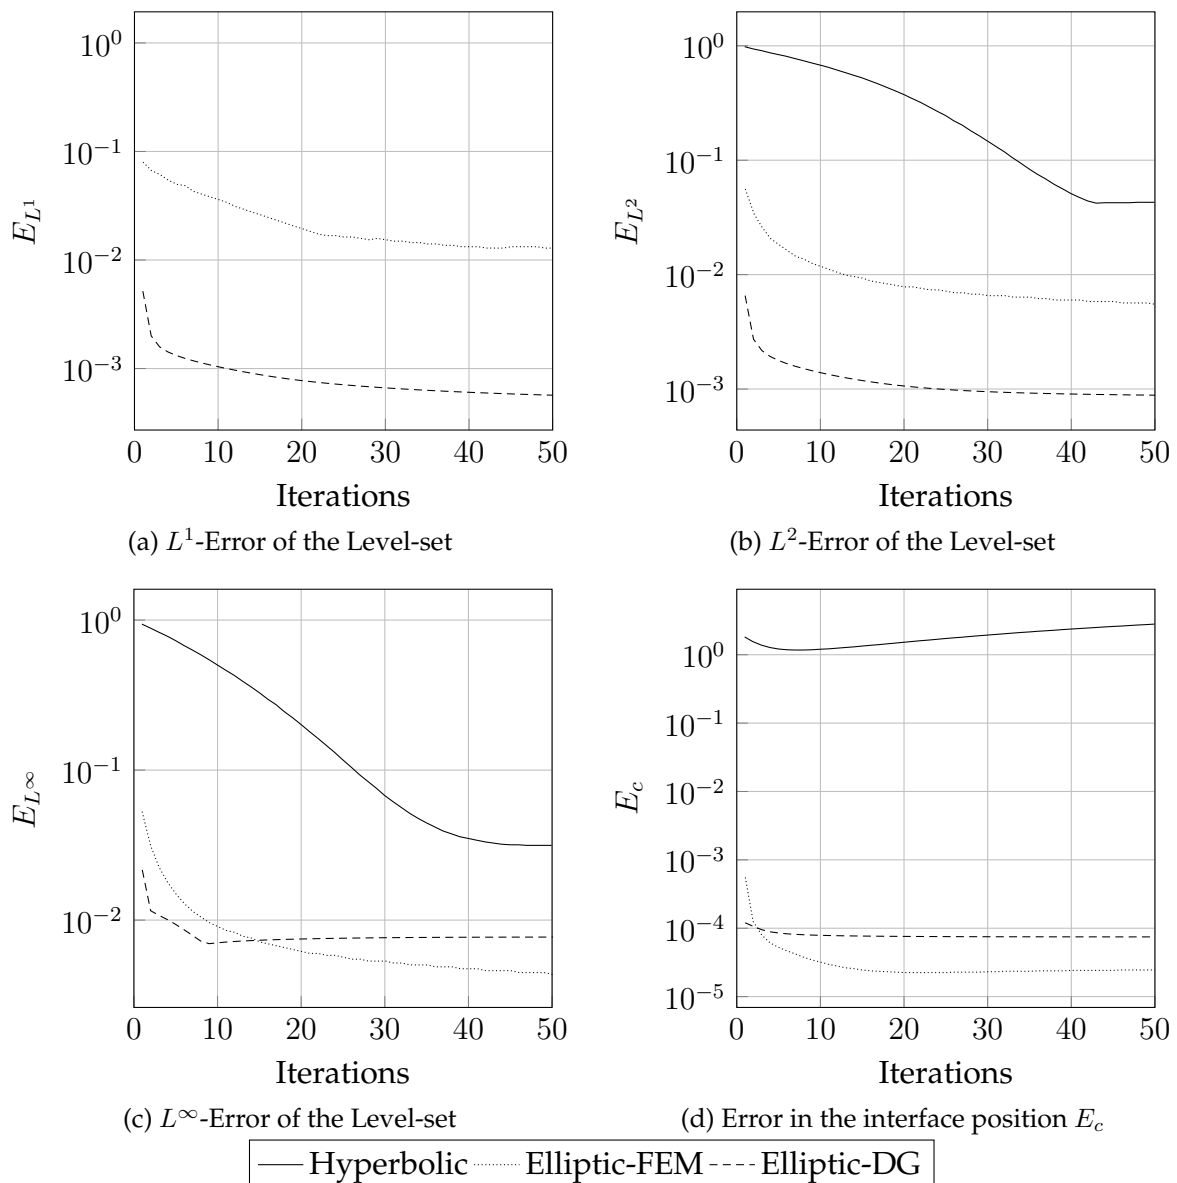 10^0
10^−1
10^−2
10^−3
E_{L^1}
0 10 20 30 40 50
Iterations
(a) L^1-Error of the Level-set
10^0
10^−1
10^−2
10^−3
E_{L^2}
0 10 20 30 40 50
Iterations
(b) L^2-Error of the Level-set
10^0
10^−1
10^−2
E_{L^∞}
0 10 20 30 40 50
Iterations
(c) L^∞-Error of the Level-set
10^0
10^−1
10^−2
10^−3
10^−4
10^−5
E_c
0 10 20 30 40 50
Iterations
(d) Error in the interface position E_c
Hyperbolic Elliptic-FEM Elliptic-DG